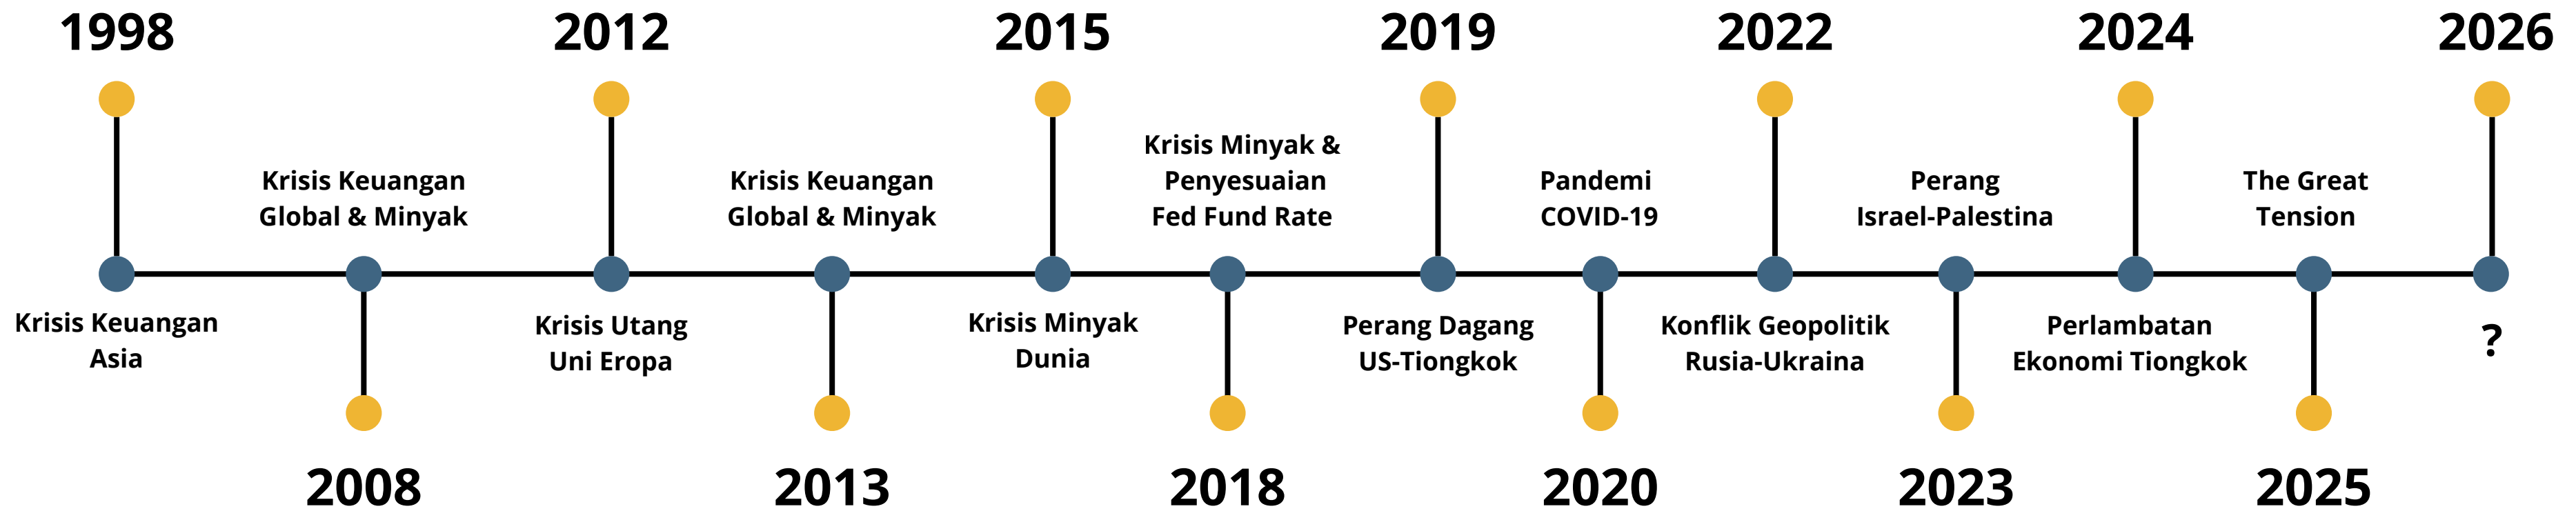 1998
2012
2015
2019
2022
2024
2026
Krisis Keuangan
Global & Minyak
Krisis Keuangan
Global & Minyak
Krisis Minyak &
Penyesuaian
Fed Fund Rate
Pandemi
COVID-19
Perang
Israel-Palestina
The Great
Tension
Krisis Keuangan
Asia
Krisis Utang
Uni Eropa
Krisis Minyak
Dunia
Perang Dagang
US-Tiongkok
Konflik Geopolitik
Rusia-Ukraina
Perlambatan
Ekonomi Tiongkok
?
2008
2013
2018
2020
2023
2025